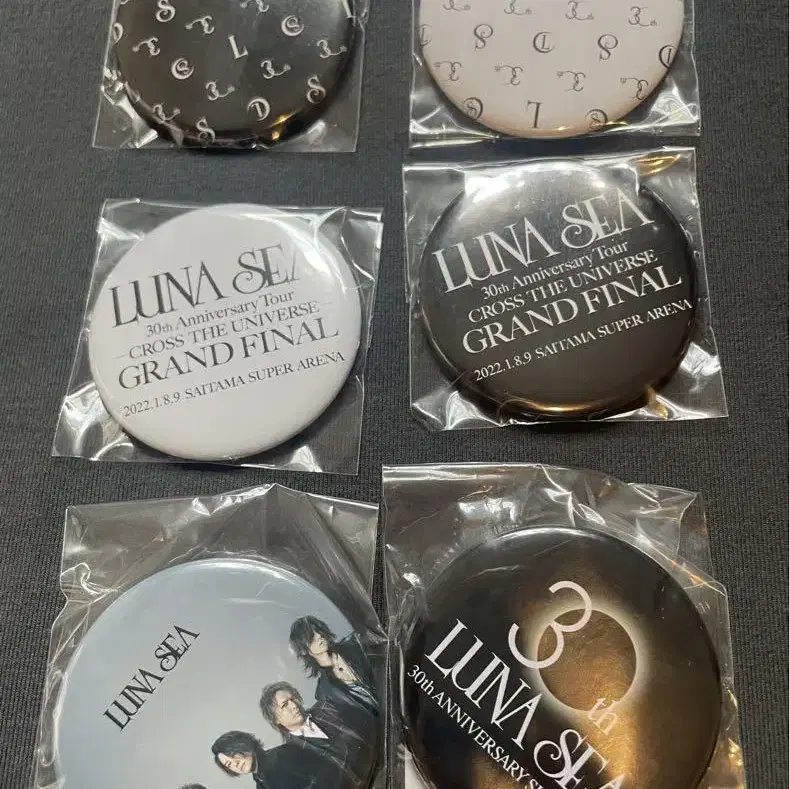 L
S D S
S D S
L
LUNA SEA
30th Anniversary Tour
CROSS THE UNIVERSE
GRAND FINAL
2022.1.8.9 SAITAMA SUPER ARENA
LUNA SEA
30th Anniversary Tour
-CROSS THE UNIVERSE-
GRAND FINAL
2022.1.8.9 SAITAMA SUPER ARENA
LUNA SEA
30th
LUNA SEA
30th ANNIVERSARY